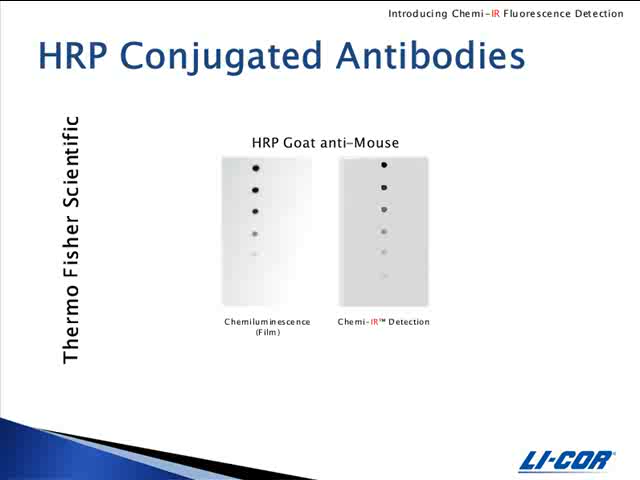 Introducing Chemi-IR Fluorescence Detection
HRP Conjugated Antibodies
Thermo Fisher Scientific
HRP Goat anti-Mouse
Chemiluminescence
(Film)
Chemi-IR™ Detection
LI-COR®